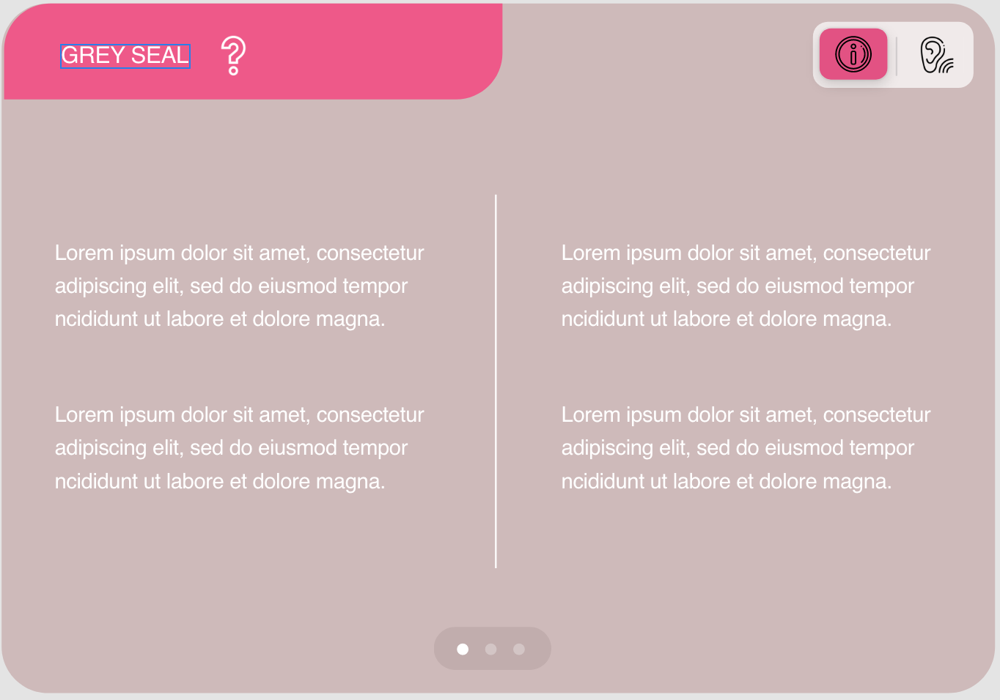 GREY SEAL ?
Lorem ipsum dolor sit amet, consectetur
adipiscing elit, sed do eiusmod tempor
ncididunt ut labore et dolore magna.
Lorem ipsum dolor sit amet, consectetur
adipiscing elit, sed do eiusmod tempor
ncididunt ut labore et dolore magna.
Lorem ipsum dolor sit amet, consectetur
adipiscing elit, sed do eiusmod tempor
ncididunt ut labore et dolore magna.
Lorem ipsum dolor sit amet, consectetur
adipiscing elit, sed do eiusmod tempor
ncididunt ut labore et dolore magna.